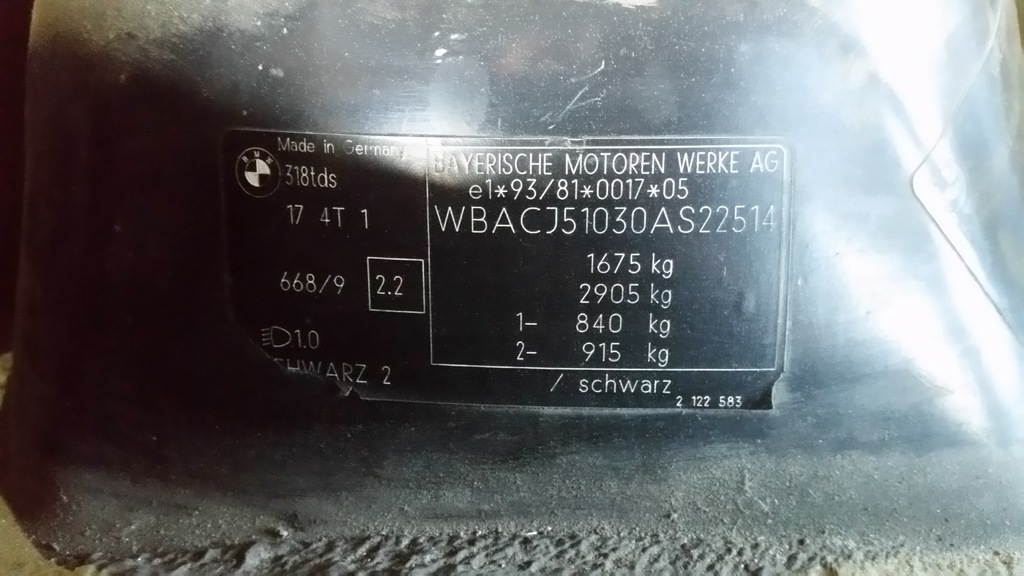 Made in Germany
BMW
318tds
17 4T 1
668/9 2.2
1.0
SCHWARZ 2
BAYERISCHE MOTOREN WERKE AG
e1*93/81*0017*05
WBACJ51030AS22514
1675 kg
2905 kg
1- 840 kg
2- 915 kg
/ schwarz
2 122 583